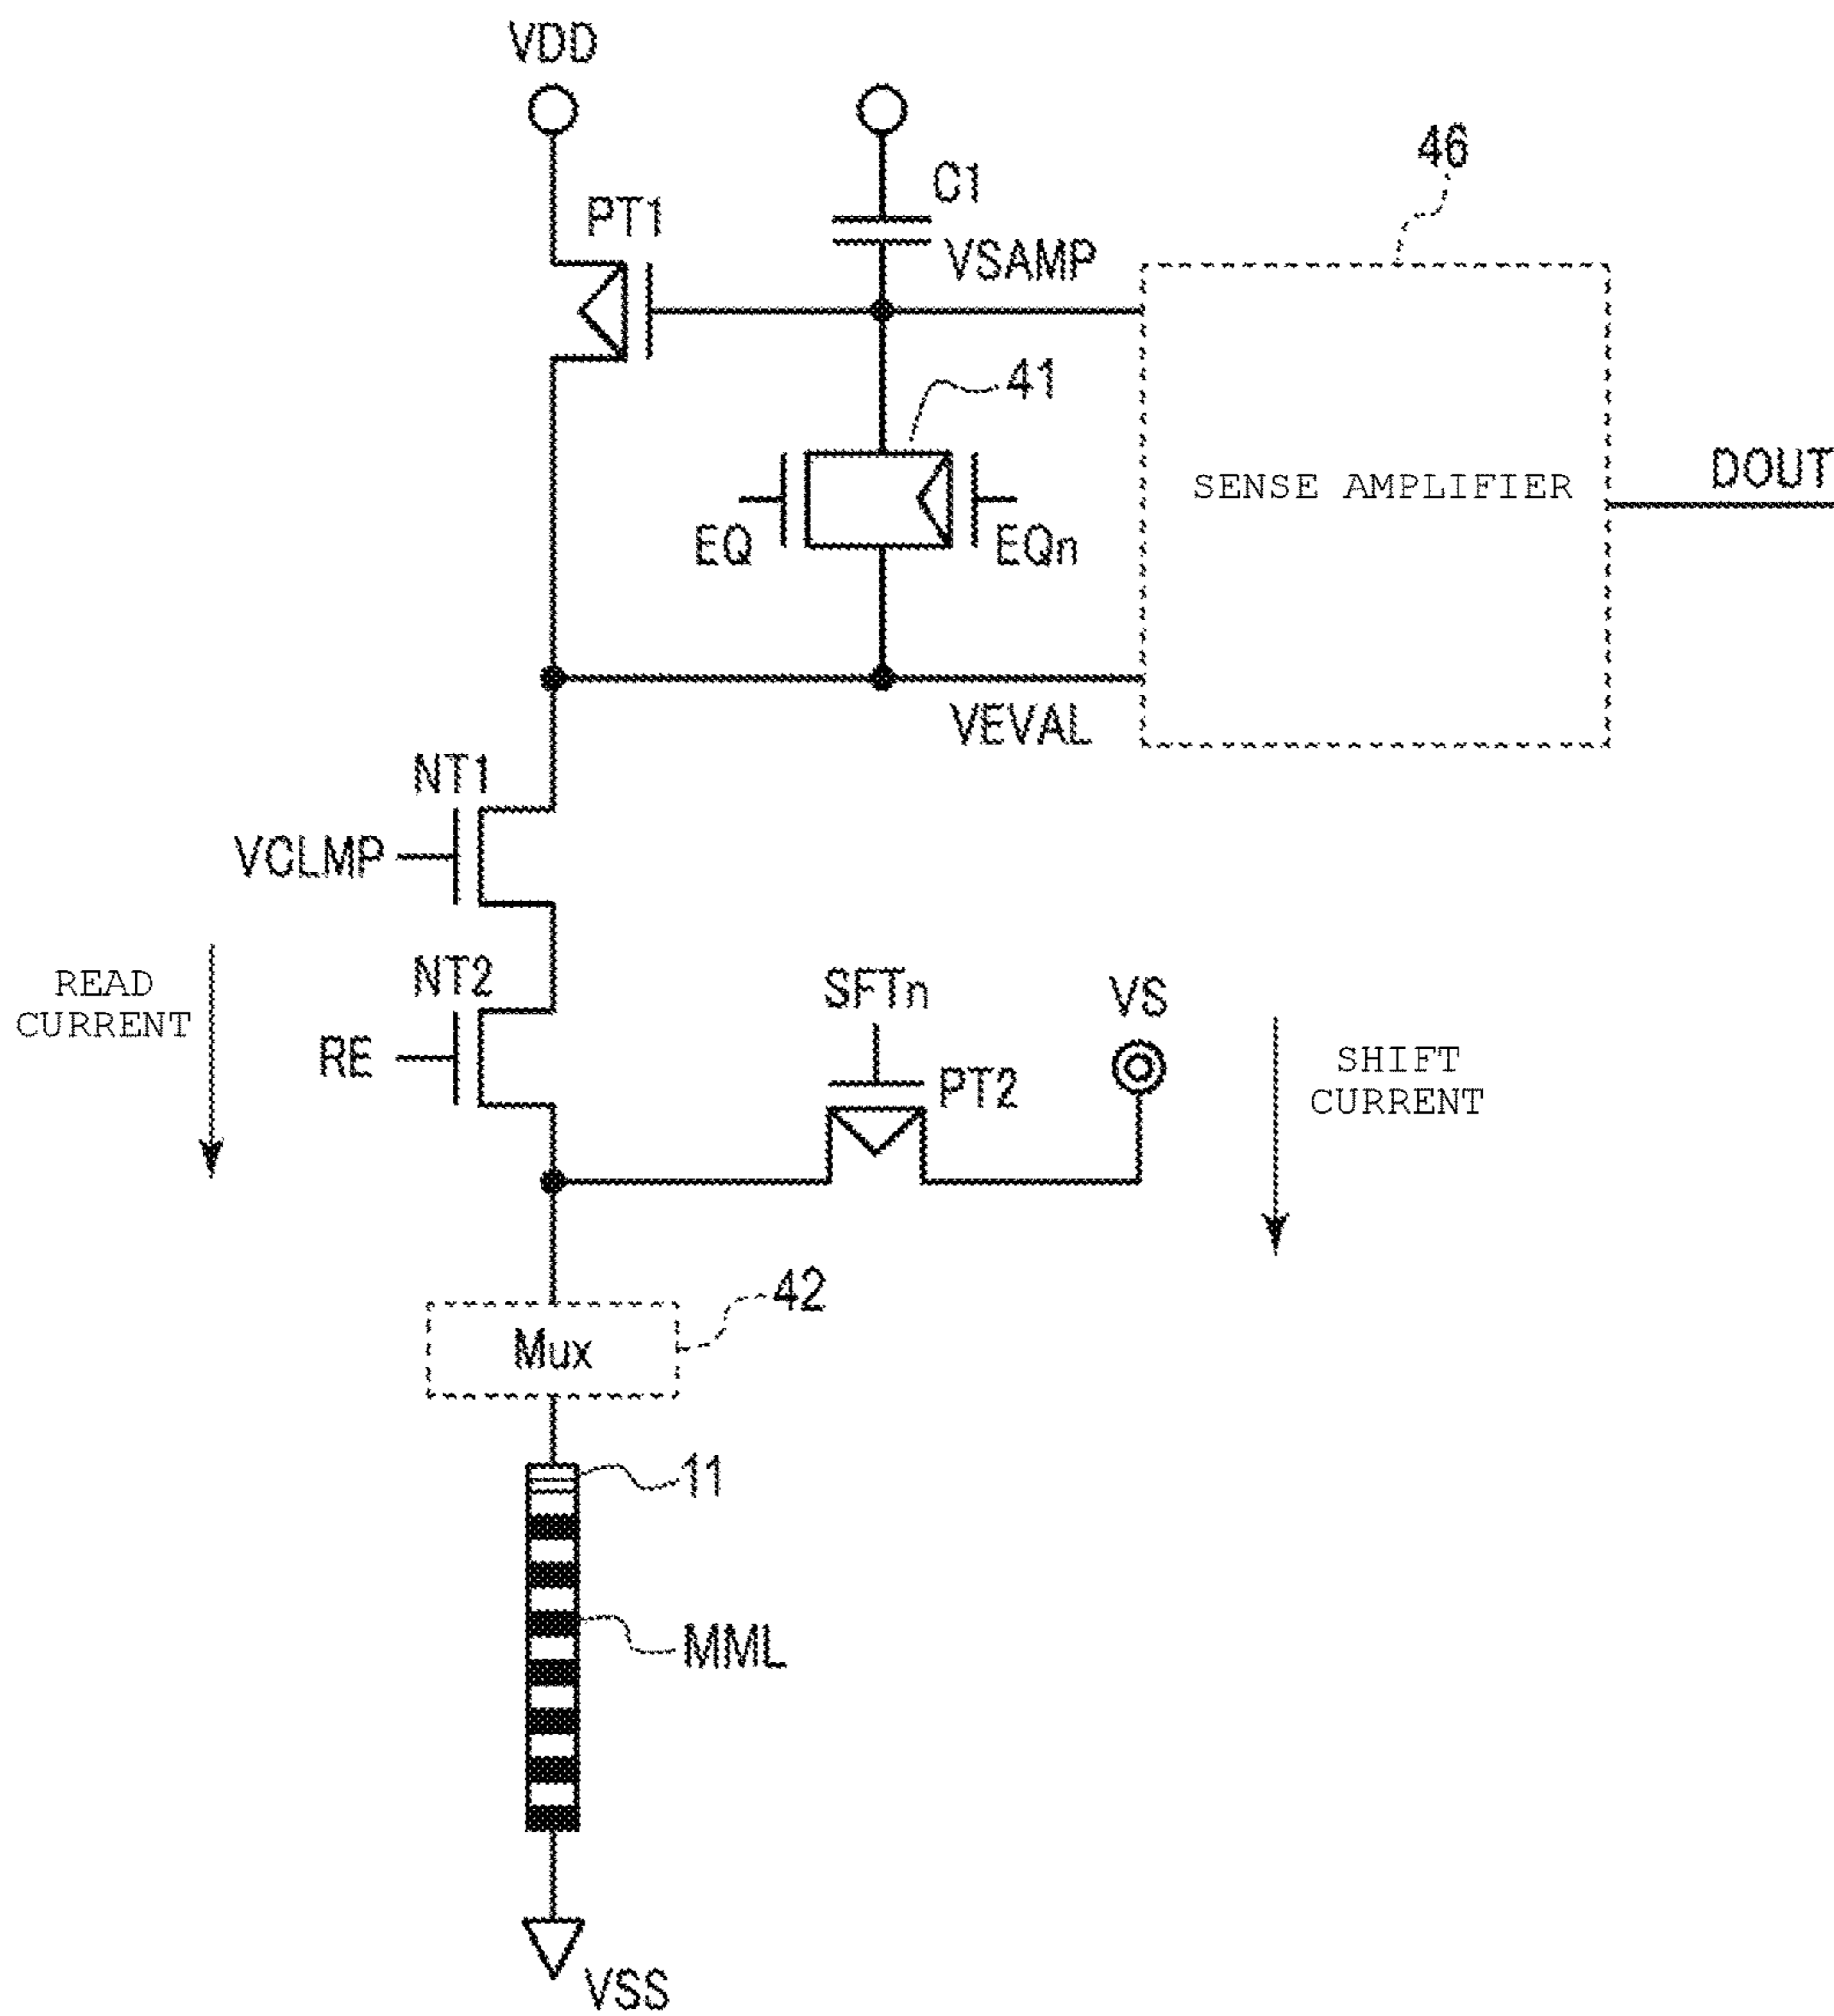 VDD
46
C1
PT1
VSAMP
41
SENSE AMPLIFIER
DOUT
EQ
EQn
VEVAL
NT1
VCLMP
READ
CURRENT
NT2
SFTn
VS
RE
PT2
SHIFT
CURRENT
42
Mux
11
MML
VSS